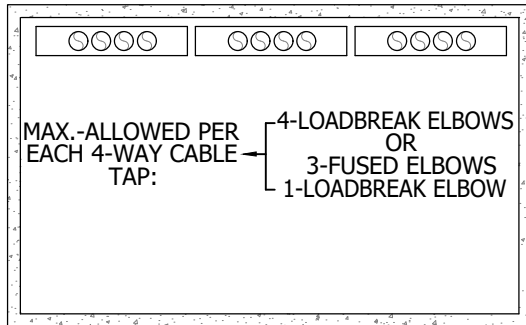 MAX.-ALLOWED PER
EACH 4-WAY CABLE
TAP:
4-LOADBREAK ELBOWS
OR
3-FUSED ELBOWS
1-LOADBREAK ELBOW